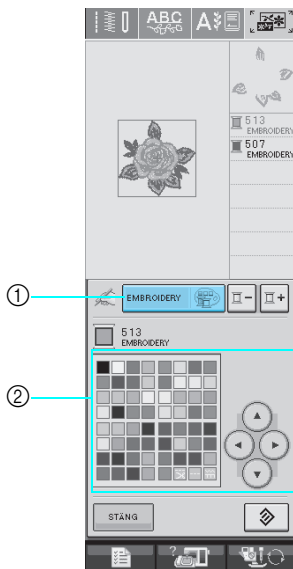 ABC
A
513
EMBROIDERY
507
EMBROIDERY
① EMBROIDERY - +
513
EMBROIDERY
②
STÄNG
?